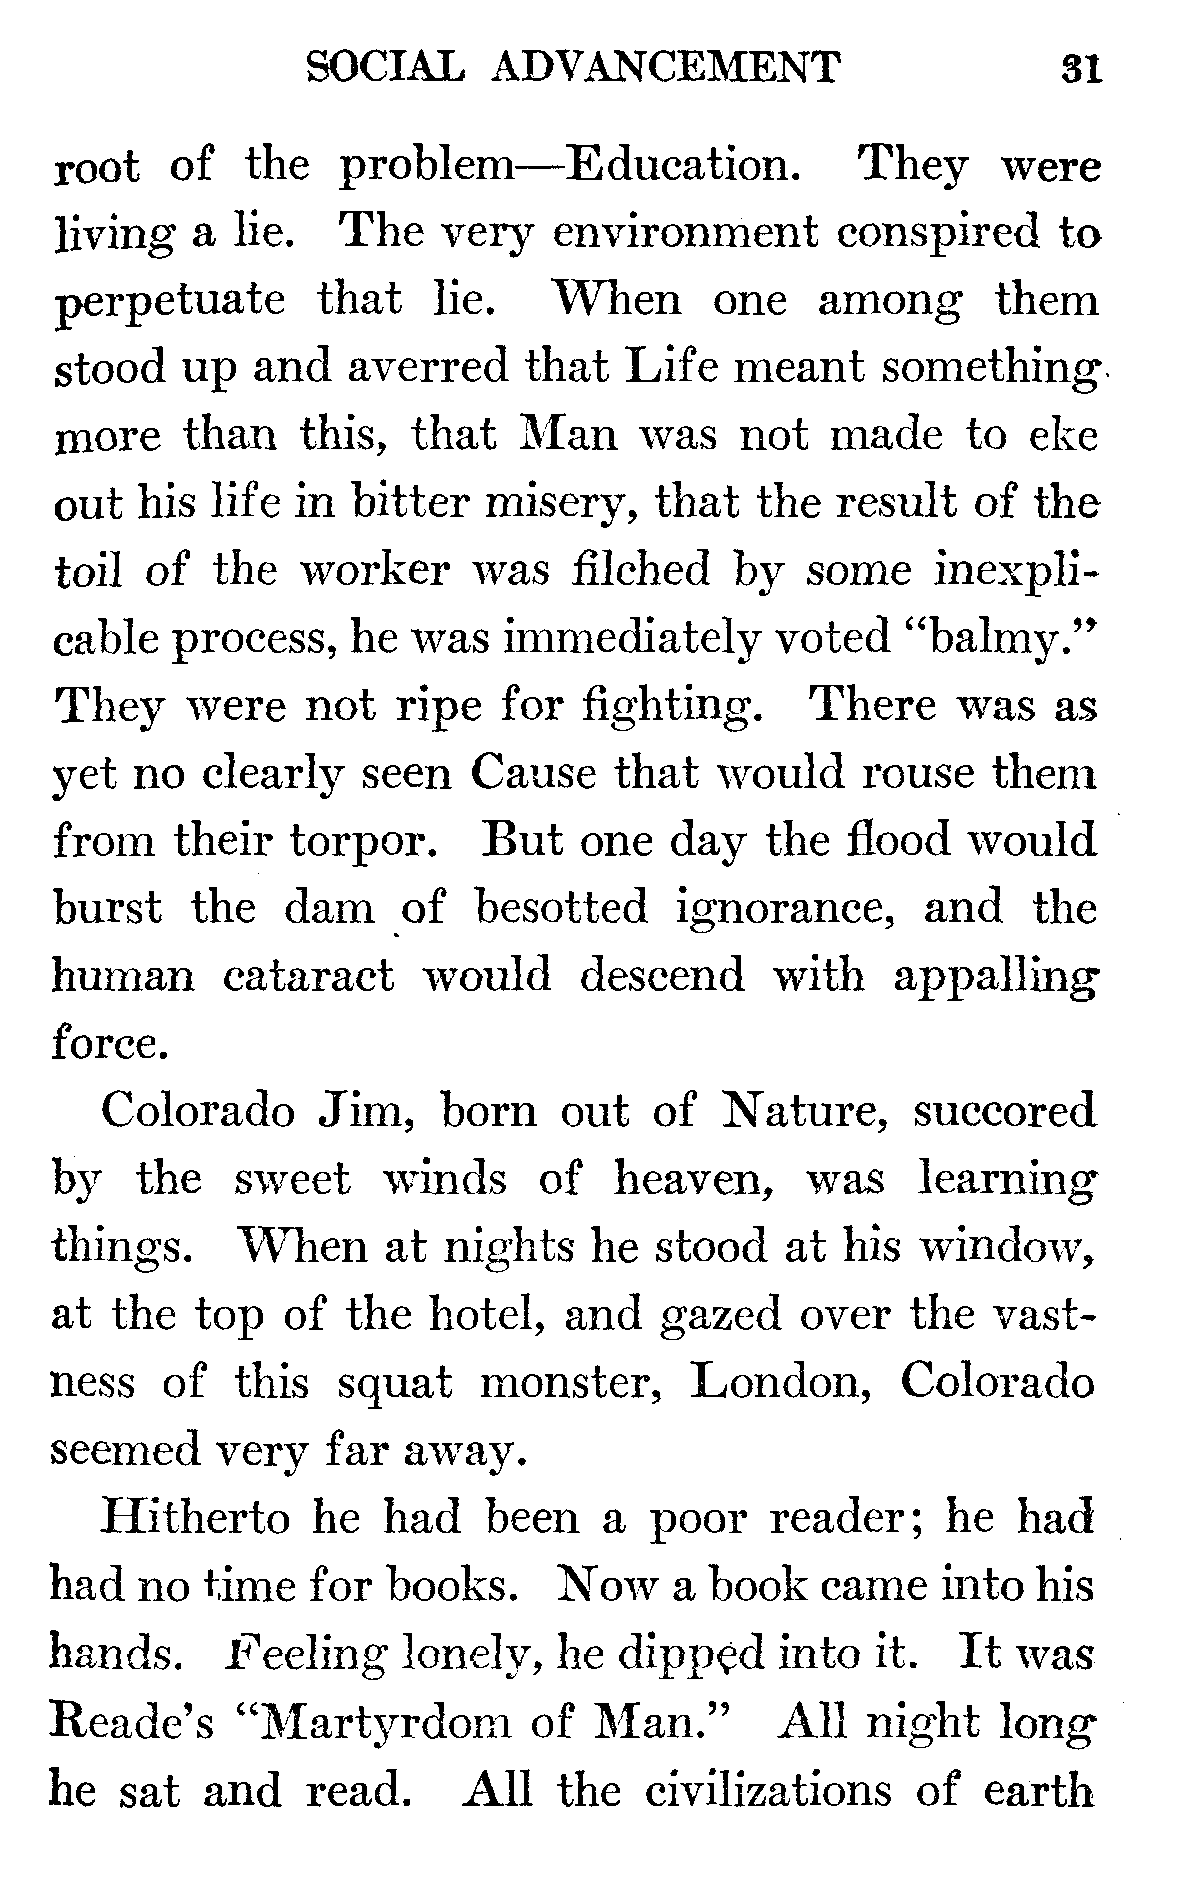 SOCIAL ADVANCEMENT 31
root of the problem—Education. They were
living a lie. The very environment conspired to
perpetuate that lie. When one among them
stood up and averred that Life meant something
more than this, that Man was not made to eke
out his life in bitter misery, that the result of the
toil of the worker was filched by some inexpli-
cable process, he was immediately voted “balmy.”
They were not ripe for fighting. There was as
yet no clearly seen Cause that would rouse them
from their torpor. But one day the flood would
burst the dam of besotted ignorance, and the
human cataract would descend with appalling
force.
Colorado Jim, born out of Nature, succored
by the sweet winds of heaven, was learning
things. When at nights he stood at his window,
at the top of the hotel, and gazed over the vast-
ness of this squat monster, London, Colorado
seemed very far away.
Hitherto he had been a poor reader; he had
had no time for books. Now a book came into his
hands. Feeling lonely, he dipped into it. It was
Reade’s “Martyrdom of Man.” All night long
he sat and read. All the civilizations of earth